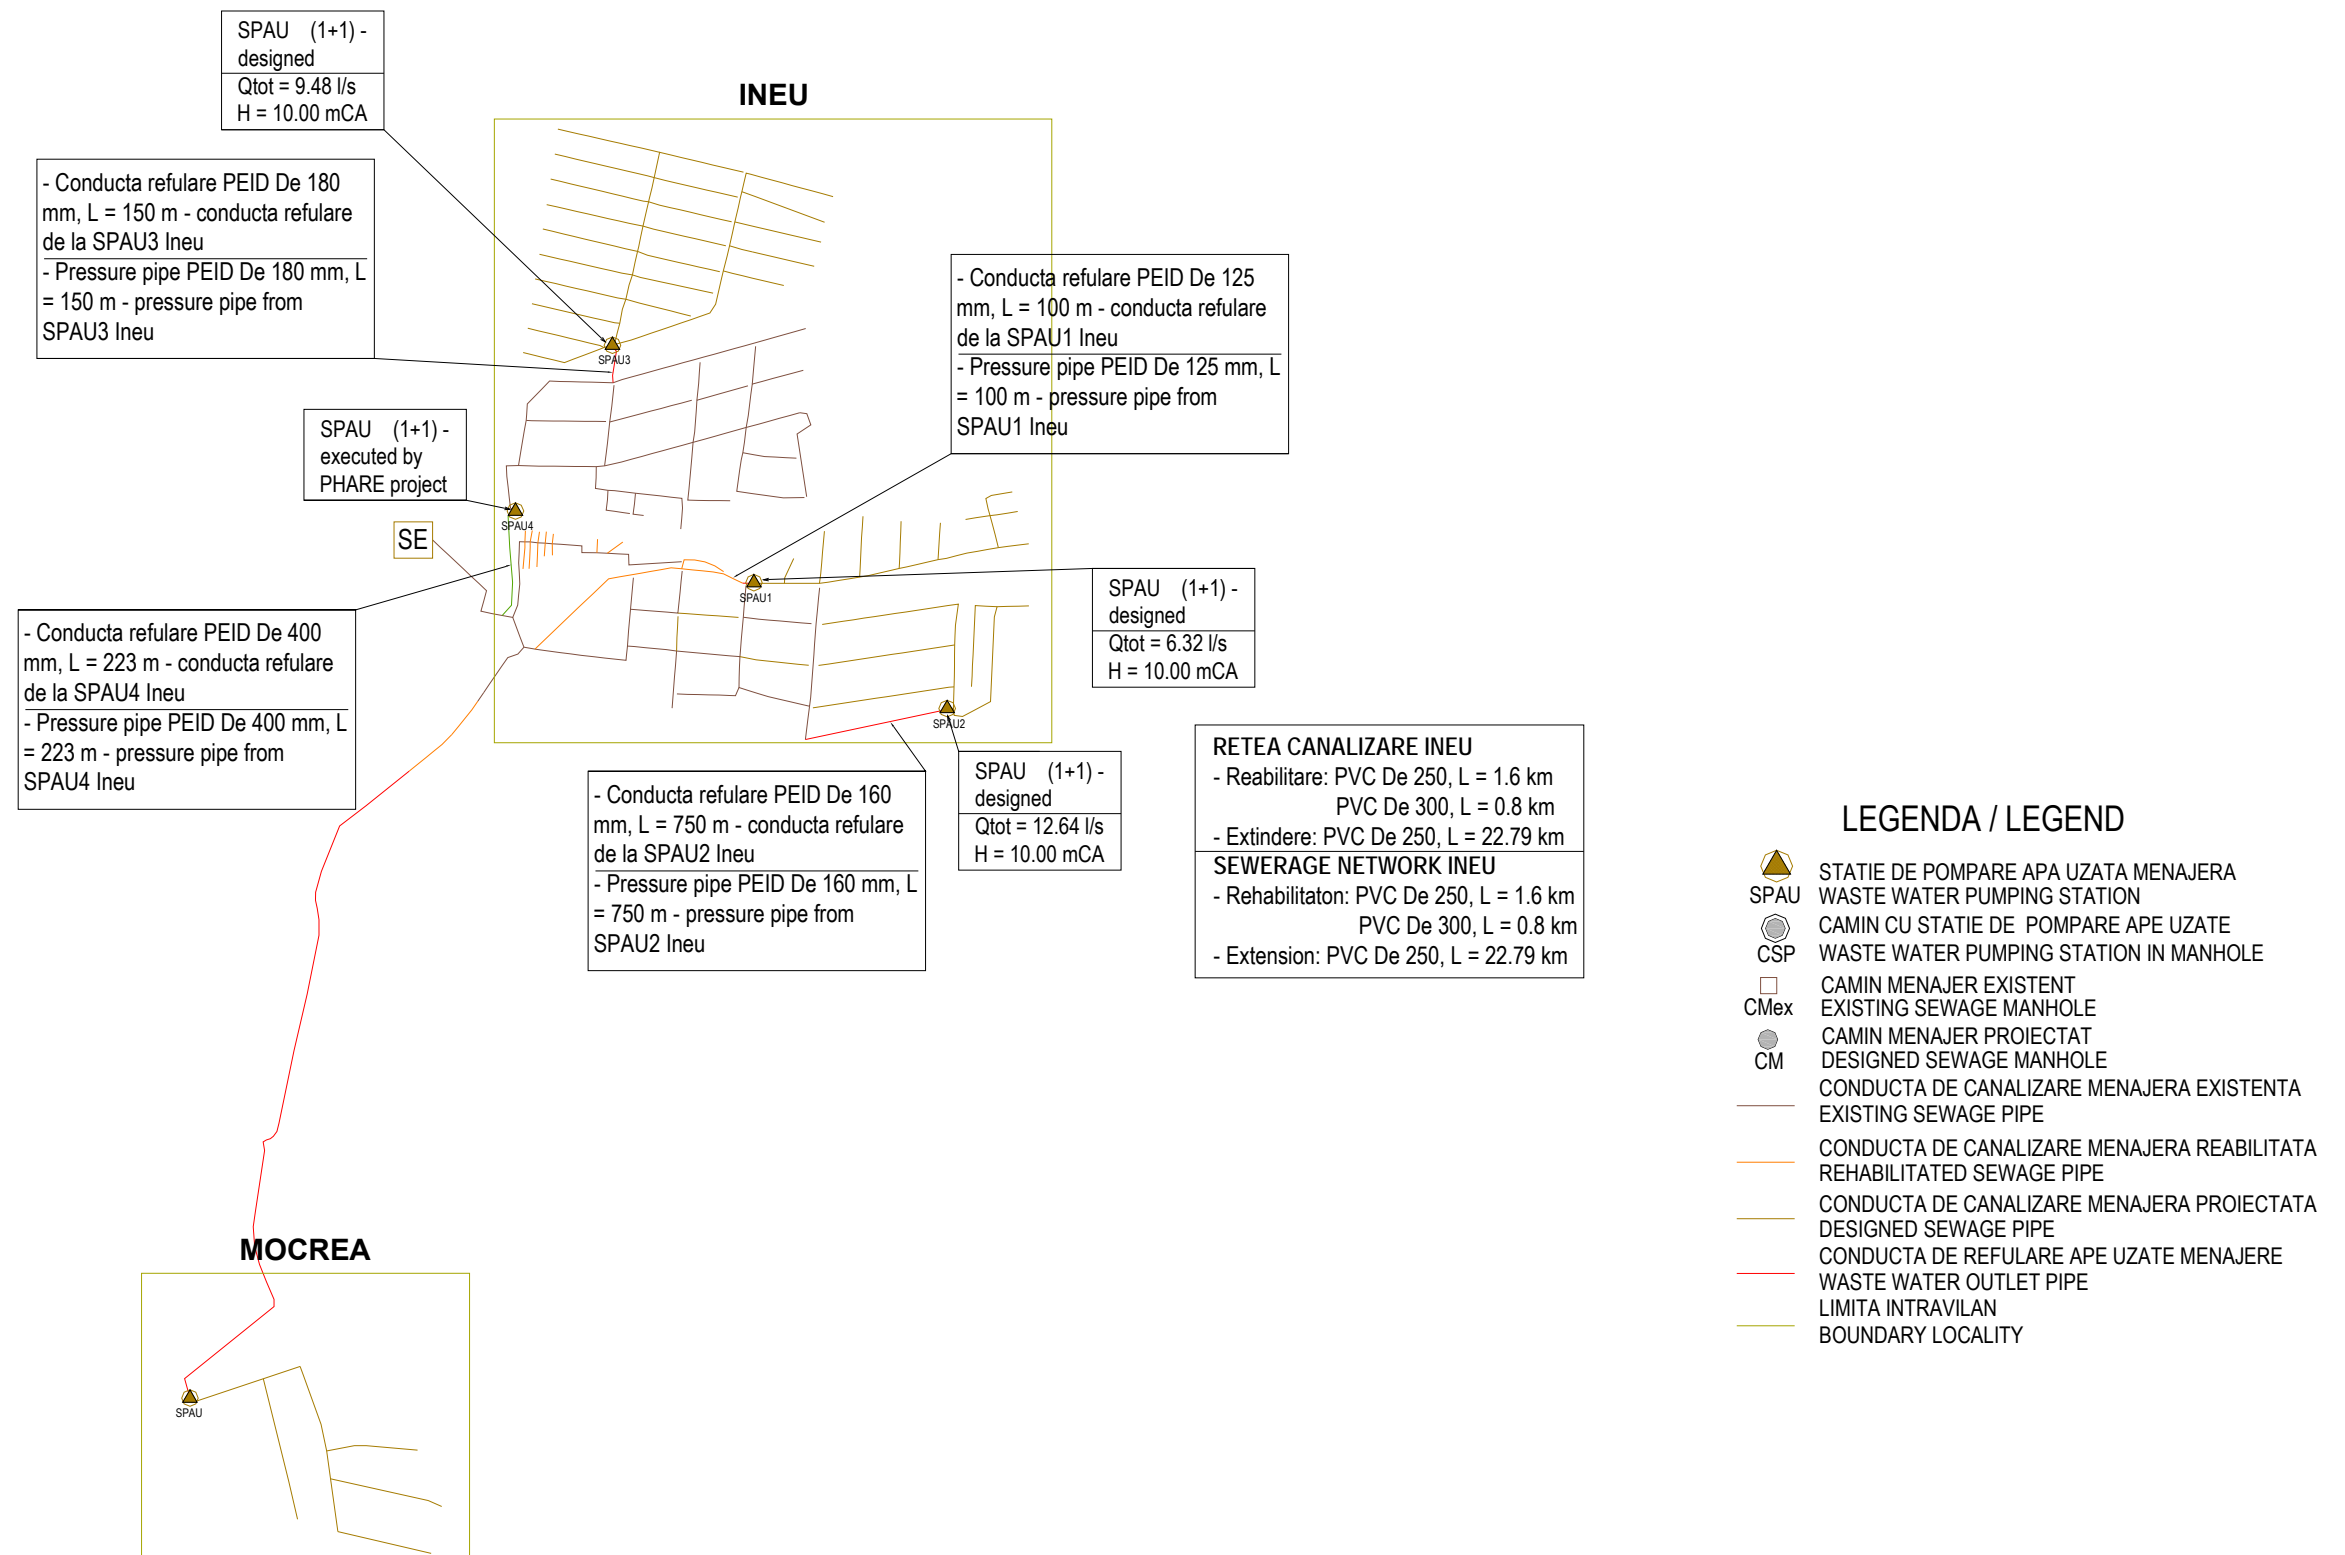 SPAU (1+1) -
designed
Qtot = 9.48 l/s
H = 10.00 mCA
INEU
- Conducta refulare PEID De 180
mm, L = 150 m - conducta refulare
de la SPAU3 Ineu
- Pressure pipe PEID De 180 mm, L
= 150 m - pressure pipe from
SPAU3 Ineu
- Conducta refulare PEID De 125
mm, L = 100 m - conducta refulare
de la SPAU1 Ineu
- Pressure pipe PEID De 125 mm, L
= 100 m - pressure pipe from
SPAU1 Ineu
SPAU3
SPAU (1+1) -
executed by
PHARE project
SPAU4
SE
SPAU1
SPAU (1+1) -
designed
Qtot = 6.32 l/s
H = 10.00 mCA
- Conducta refulare PEID De 400
mm, L = 223 m - conducta refulare
de la SPAU4 Ineu
- Pressure pipe PEID De 400 mm, L
= 223 m - pressure pipe from
SPAU4 Ineu
SPAU2
- Conducta refulare PEID De 160
mm, L = 750 m - conducta refulare
de la SPAU2 Ineu
- Pressure pipe PEID De 160 mm, L
= 750 m - pressure pipe from
SPAU2 Ineu
SPAU (1+1) -
designed
Qtot = 12.64 l/s
H = 10.00 mCA
RETEA CANALIZARE INEU
- Reabilitare: PVC De 250, L = 1.6 km
PVC De 300, L = 0.8 km
- Extindere: PVC De 250, L = 22.79 km
SEWERAGE NETWORK INEU
- Rehabilitaton: PVC De 250, L = 1.6 km
PVC De 300, L = 0.8 km
- Extension: PVC De 250, L = 22.79 km
LEGENDA / LEGEND
STATIE DE POMPARE APA UZATA MENAJERA
SPAU WASTE WATER PUMPING STATION
CAMIN CU STATIE DE POMPARE APE UZATE
CSP WASTE WATER PUMPING STATION IN MANHOLE
CAMIN MENAJER EXISTENT
CMex EXISTING SEWAGE MANHOLE
CAMIN MENAJER PROIECTAT
CM DESIGNED SEWAGE MANHOLE
CONDUCTA DE CANALIZARE MENAJERA EXISTENTA
EXISTING SEWAGE PIPE
CONDUCTA DE CANALIZARE MENAJERA REABILITATA
REHABILITATED SEWAGE PIPE
CONDUCTA DE CANALIZARE MENAJERA PROIECTATA
DESIGNED SEWAGE PIPE
CONDUCTA DE REFULARE APE UZATE MENAJERE
WASTE WATER OUTLET PIPE
LIMITA INTRAVILAN
BOUNDARY LOCALITY
MOCREA
SPAU